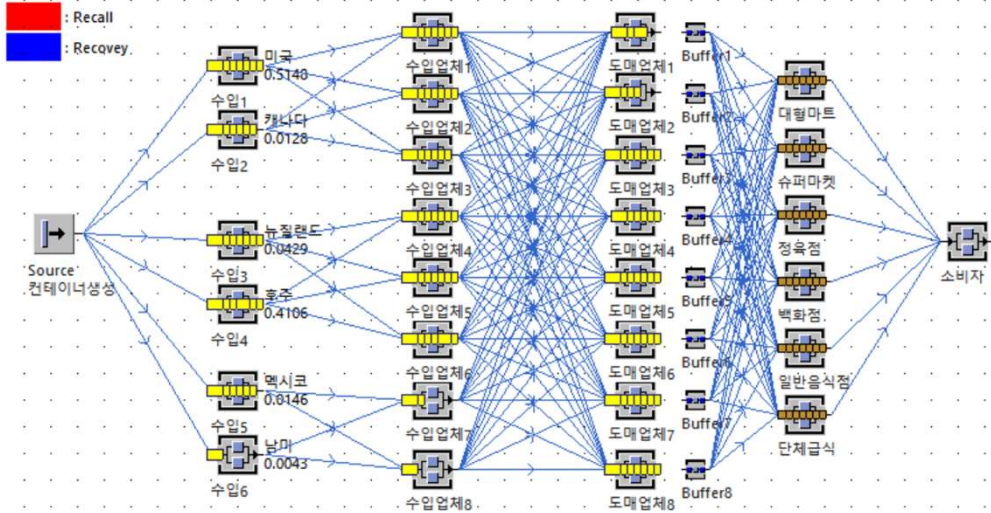 : Recall
: Recovey
미국
0.5148
수입1
캐나다
0.0128
수입2
뉴질랜드
0.0429
수입3
호주
0.4106
수입4
멕시코
0.0146
수입5
남미
0.0043
수입6
Source
컨테이너생성
수입업체1
수입업체2
수입업체3
수입업체4
수입업체5
수입업체6
수입업체7
수입업체8
도매업체1
도매업체2
도매업체3
도매업체4
도매업체5
도매업체6
도매업체7
도매업체8
Buffer1
Buffer2
Buffer3
Buffer4
Buffer5
Buffer6
Buffer7
Buffer8
대형마트
슈퍼마켓
정육점
백화점
일반음식점
단체급식
소비자